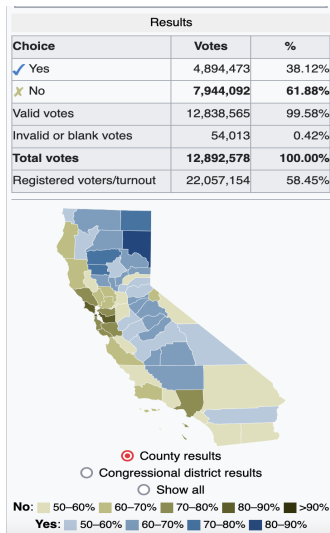 Results
Choice Votes %
Yes 4,894,473 38.12%
No 7,944,092 61.88%
Valid votes 12,838,565 99.58%
Invalid or blank votes 54,013 0.42%
Total votes 12,892,578 100.00%
Registered voters/turnout 22,057,154 58.45%
County results
Congressional district results
Show all
No: 50–60% 60–70% 70–80% 80–90% >90%
Yes: 50–60% 60–70% 70–80% 80–90%